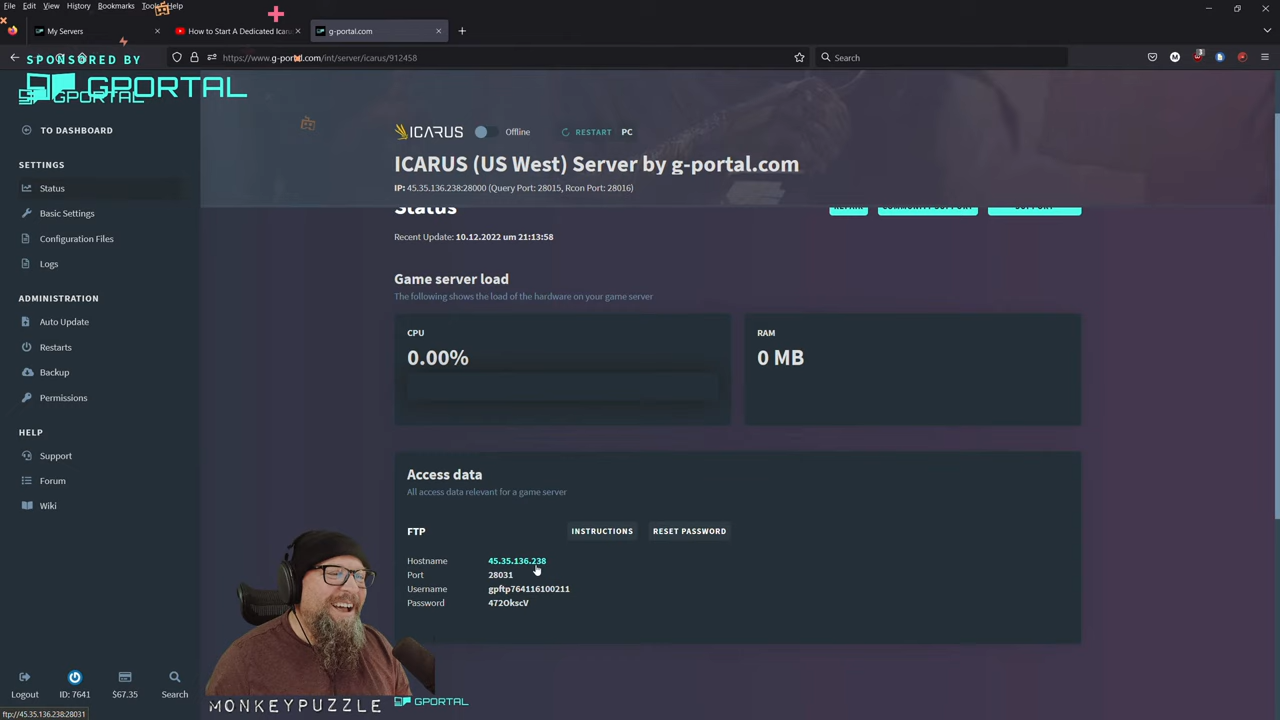 File Edit View History Bookmarks Tools Help
My Servers
How to Start A Dedicated Icaru
g-portal.com
https://www.g-portal.com/int/server/icarus/912458
Search
SPONSORED BY
GPORTAL
GPORTAL
TO DASHBOARD
SETTINGS
Status
Basic Settings
Configuration Files
Logs
ADMINISTRATION
Auto Update
Restarts
Backup
Permissions
HELP
Support
Forum
Wiki
Logout
ID: 7641
$67.35
Search
ftp://45.35.136.238:28031
ICARUS Offline RESTART PC
ICARUS (US West) Server by g-portal.com
IP: 45.35.136.238:28000 (Query Port: 28015, Rcon Port: 28016)
Status
Recent Update: 10.12.2022 um 21:13:58
Game server load
The following shows the load of the hardware on your game server
CPU
0.00%
RAM
0 MB
Access data
All access data relevant for a game server
FTP INSTRUCTIONS RESET PASSWORD
Hostname 45.35.136.238
Port 28031
Username gpftp764116100211
Password 472OkscV
MONKEYPUZZLE
GPORTAL